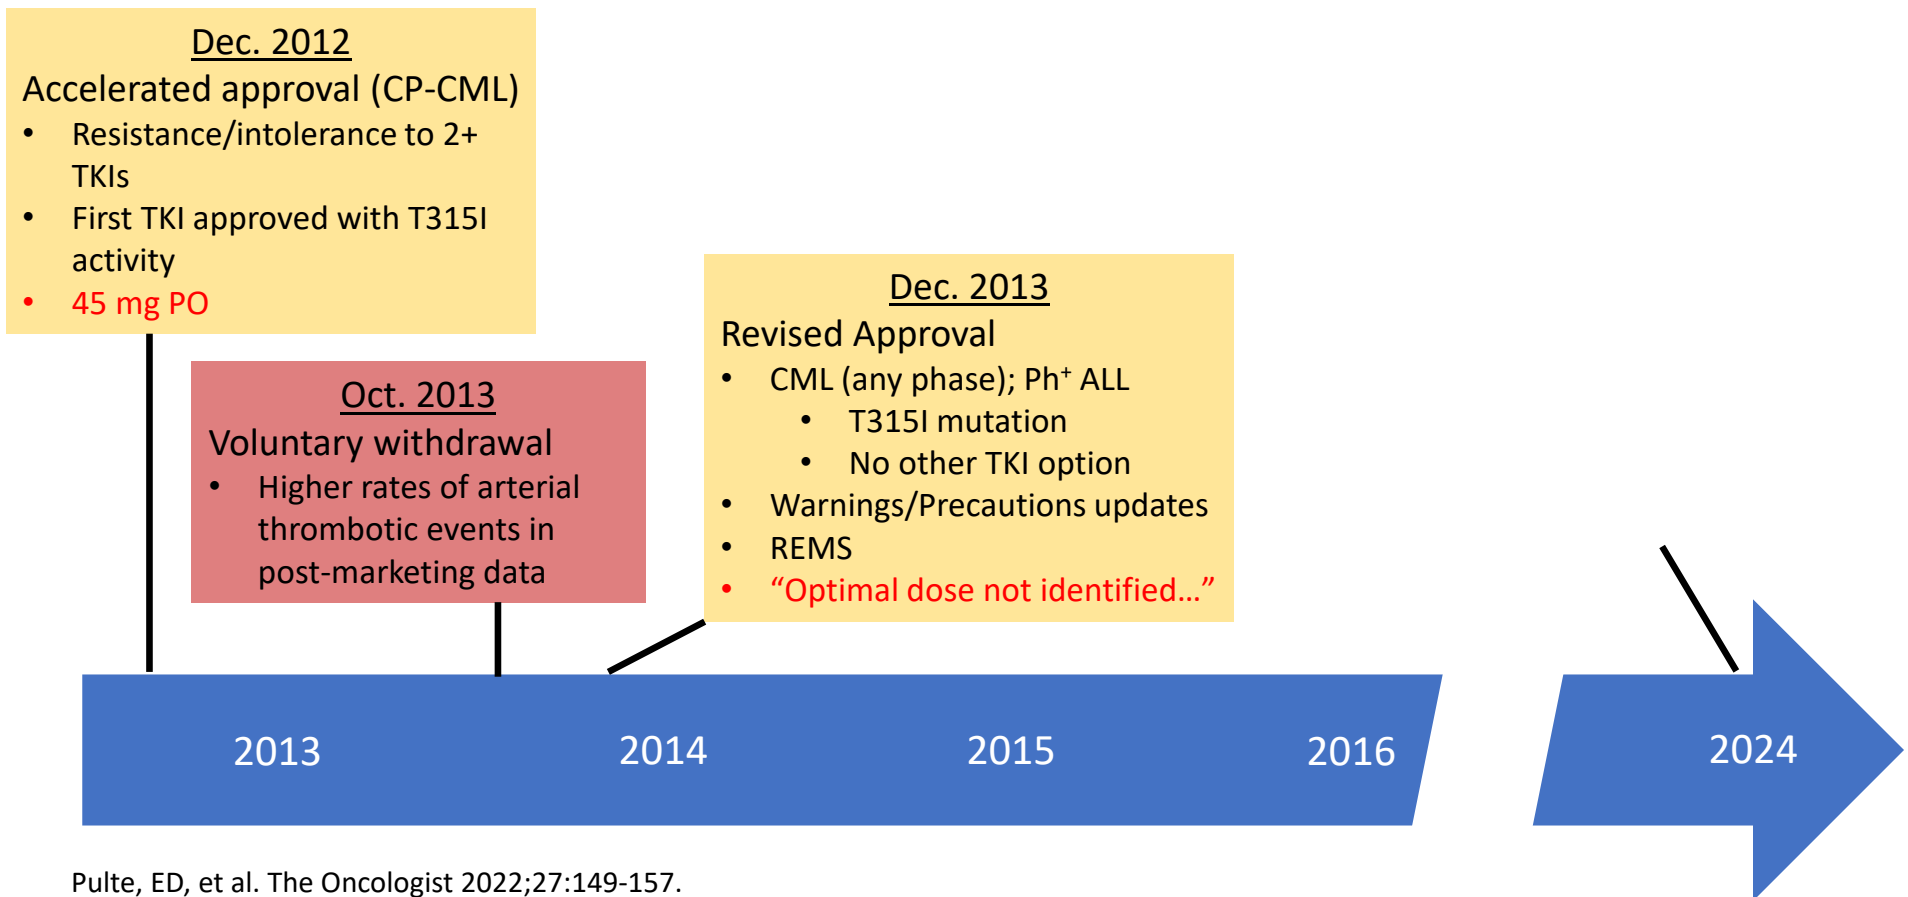 Dec. 2012
Accelerated approval (CP-CML)
• Resistance/intolerance to 2+
TKIs
• First TKI approved with T315I
activity
• 45 mg PO
Oct. 2013
Voluntary withdrawal
• Higher rates of arterial
thrombotic events in
post-marketing data
Dec. 2013
Revised Approval
• CML (any phase); Ph⁺ ALL
• T315I mutation
• No other TKI option
• Warnings/Precautions updates
• REMS
• “Optimal dose not identified…”
2013 2014 2015 2016 2024
Pulte, ED, et al. The Oncologist 2022;27:149-157.